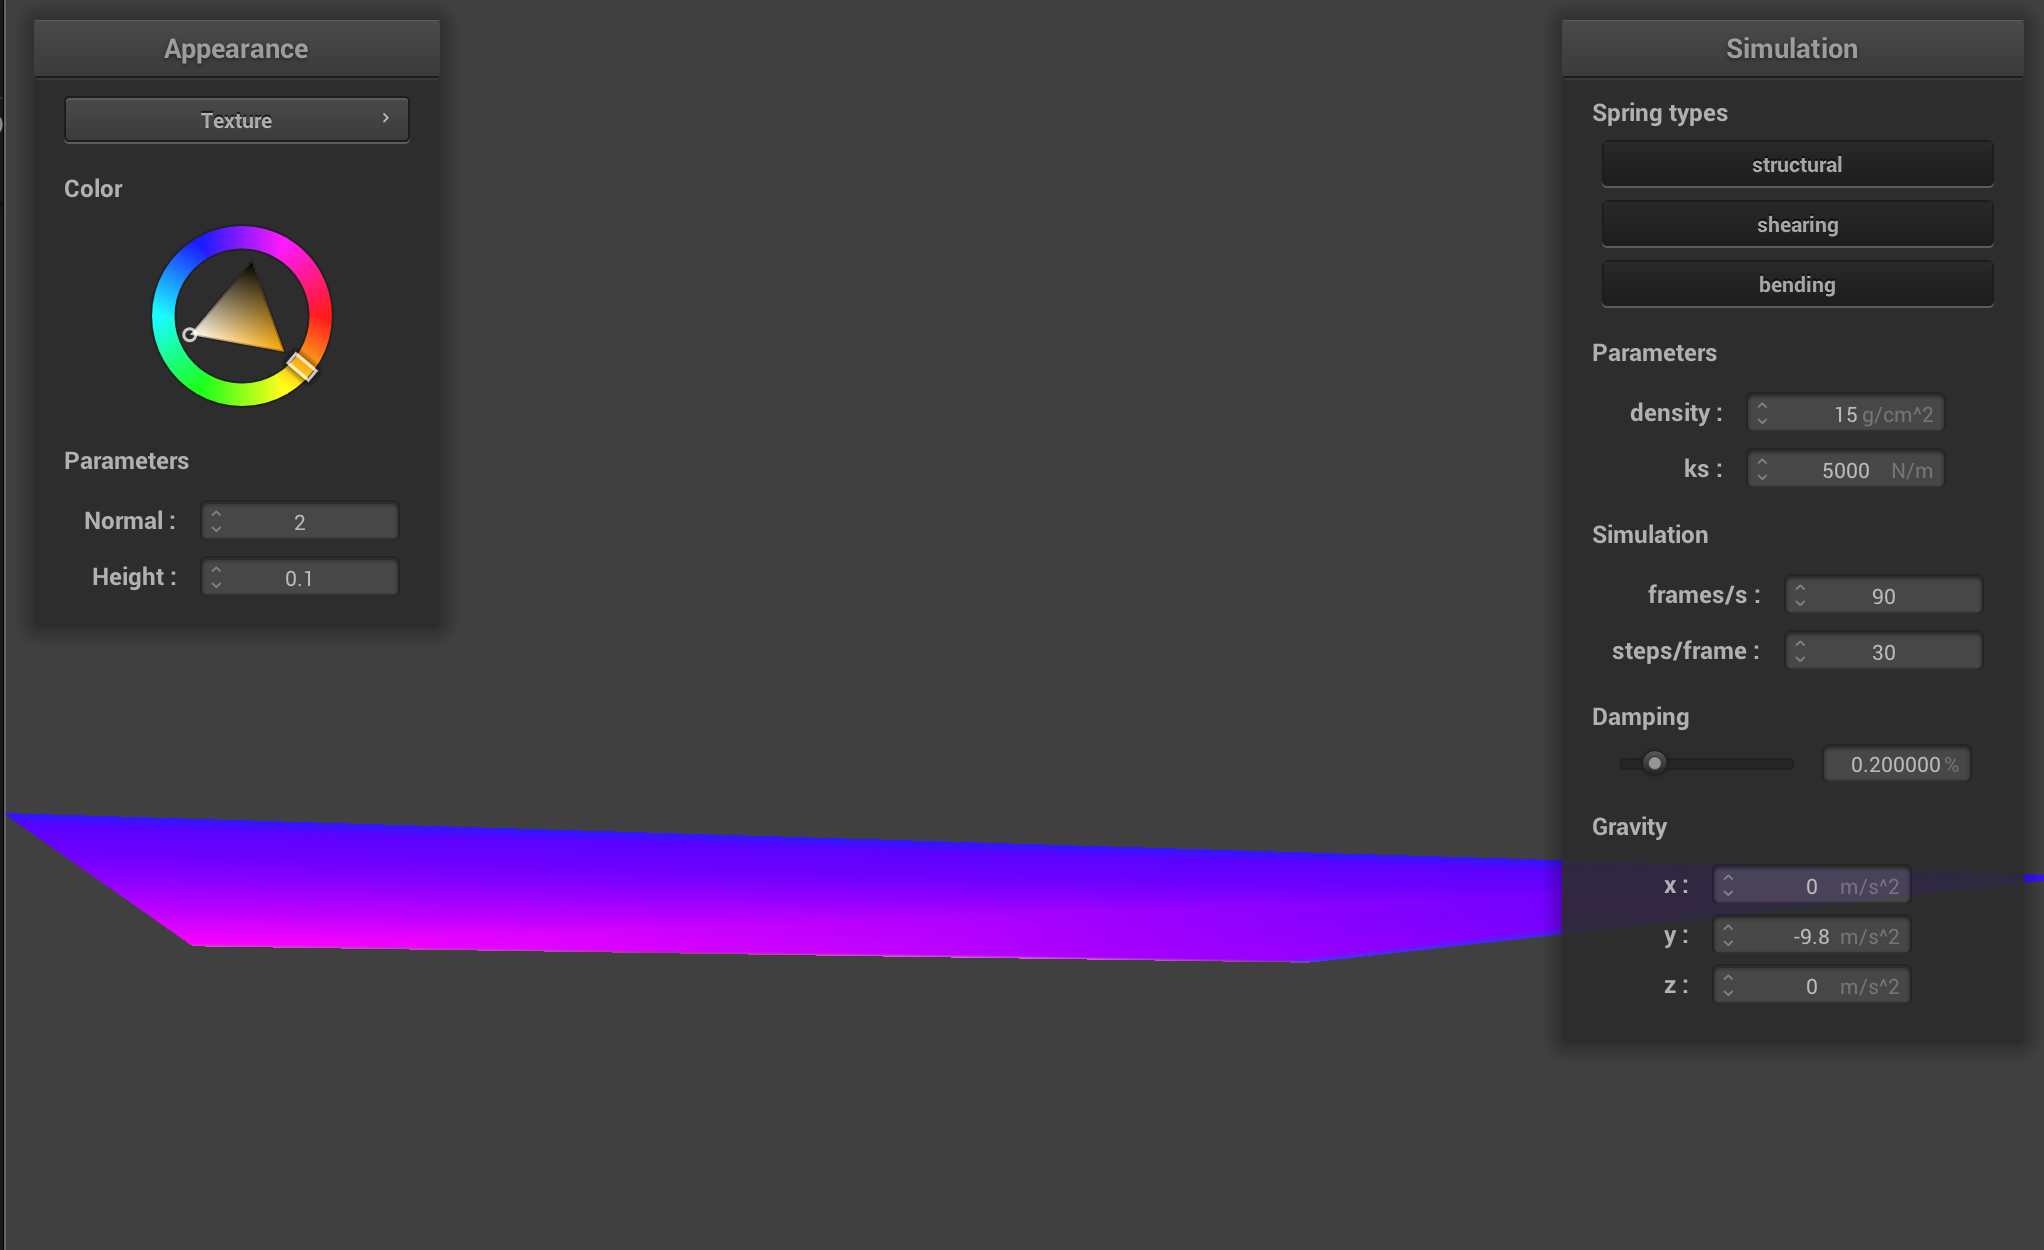 Appearance
Texture
Color
Parameters
Normal : 2
Height : 0.1
Simulation
Spring types
structural
shearing
bending
Parameters
density : 15 g/cm^2
ks : 5000 N/m
Simulation
frames/s : 90
steps/frame : 30
Damping
0.200000 %
Gravity
x : 0 m/s^2
y : -9.8 m/s^2
z : 0 m/s^2